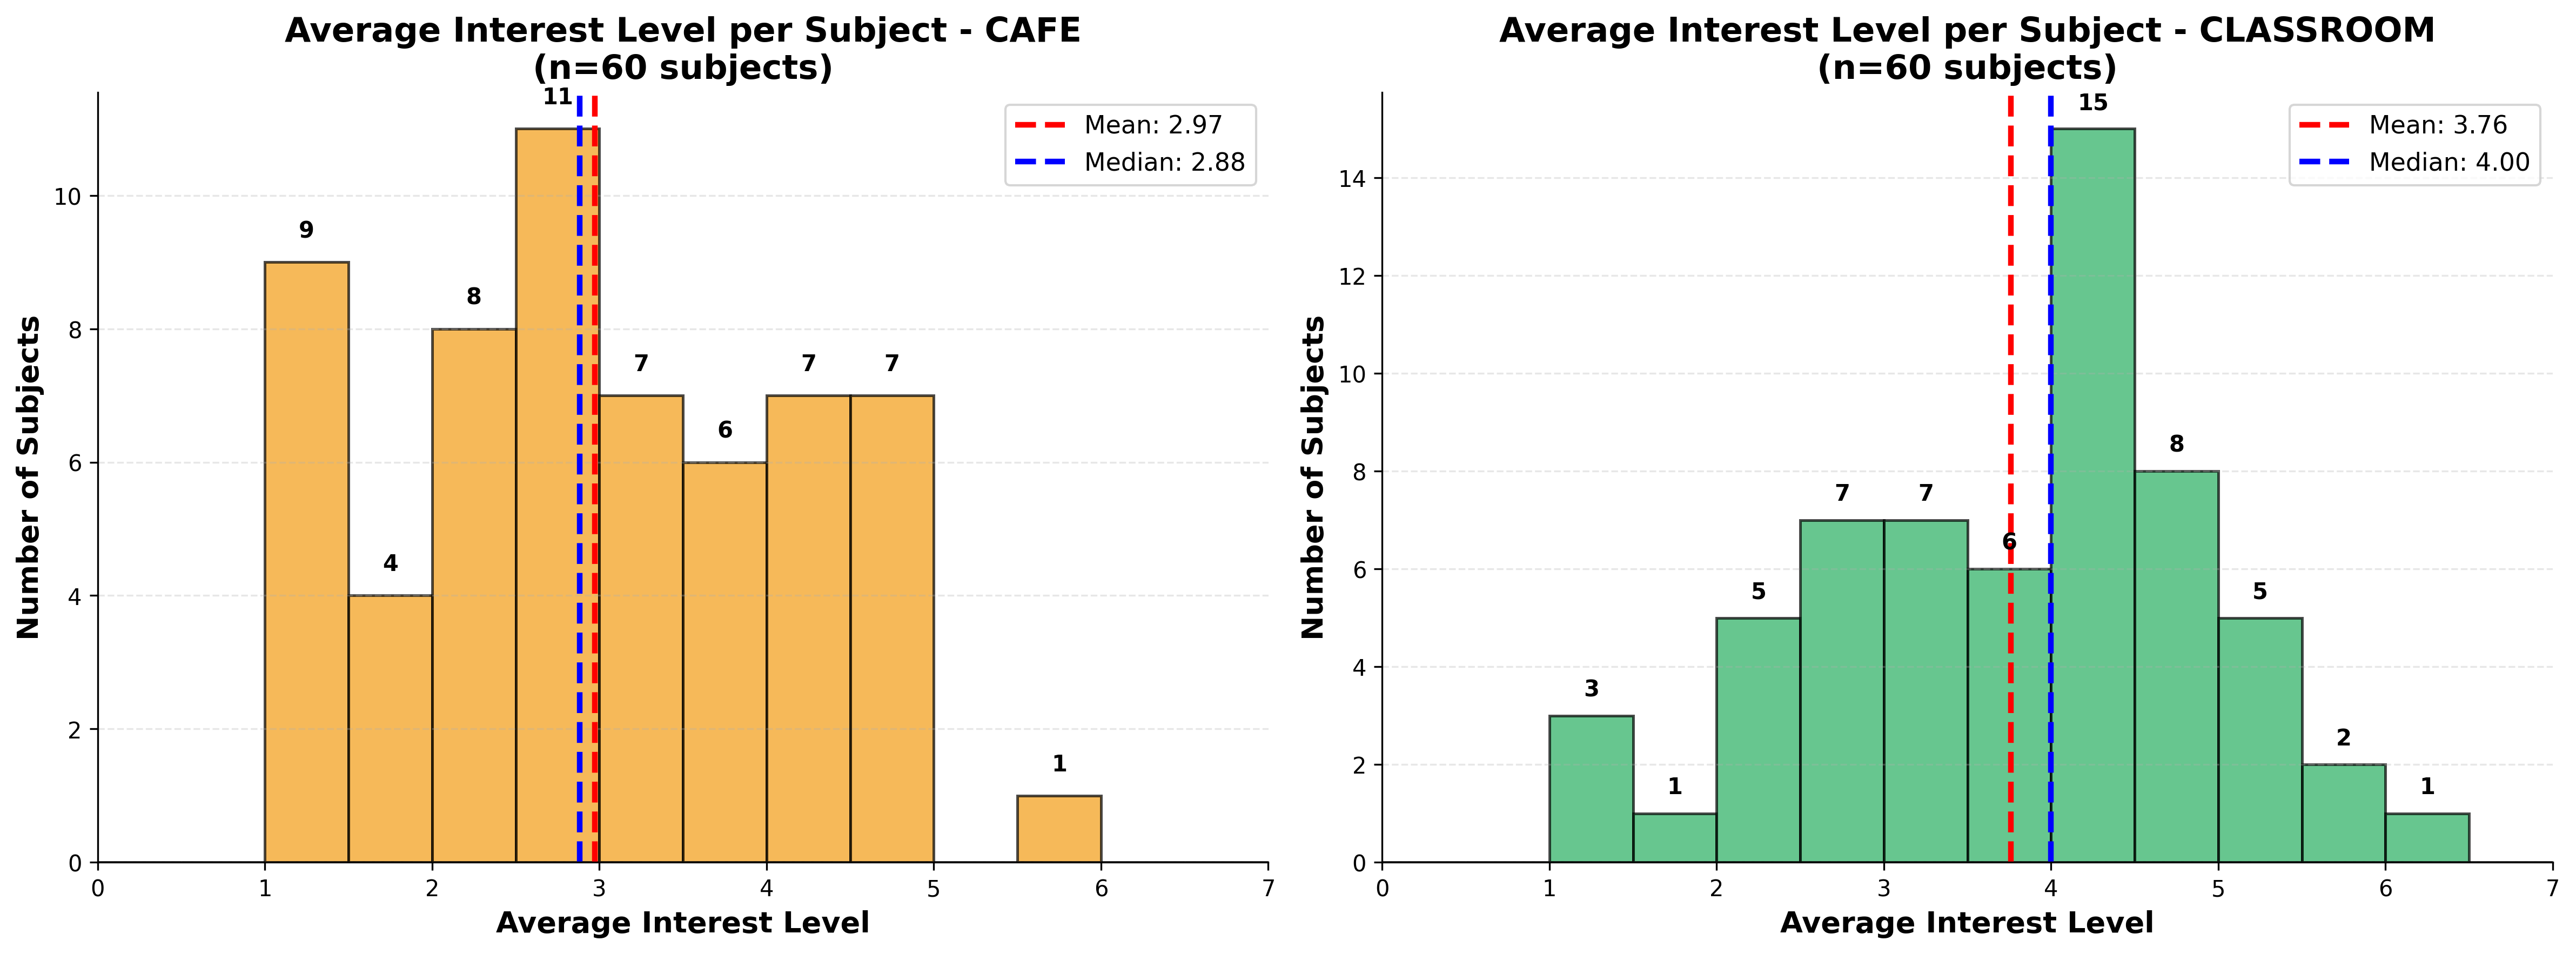 Average Interest Level per Subject - CAFE
(n=60 subjects)
Mean: 2.97
Median: 2.88
Number of Subjects
10
8
6
4
2
0
9
4
8
11
7
6
7
7
1
0 1 2 3 4 5 6 7
Average Interest Level
Average Interest Level per Subject - CLASSROOM
(n=60 subjects)
Mean: 3.76
Median: 4.00
Number of Subjects
14
12
10
8
6
4
2
0
3
1
5
7
7
6
15
8
5
2
1
0 1 2 3 4 5 6 7
Average Interest Level